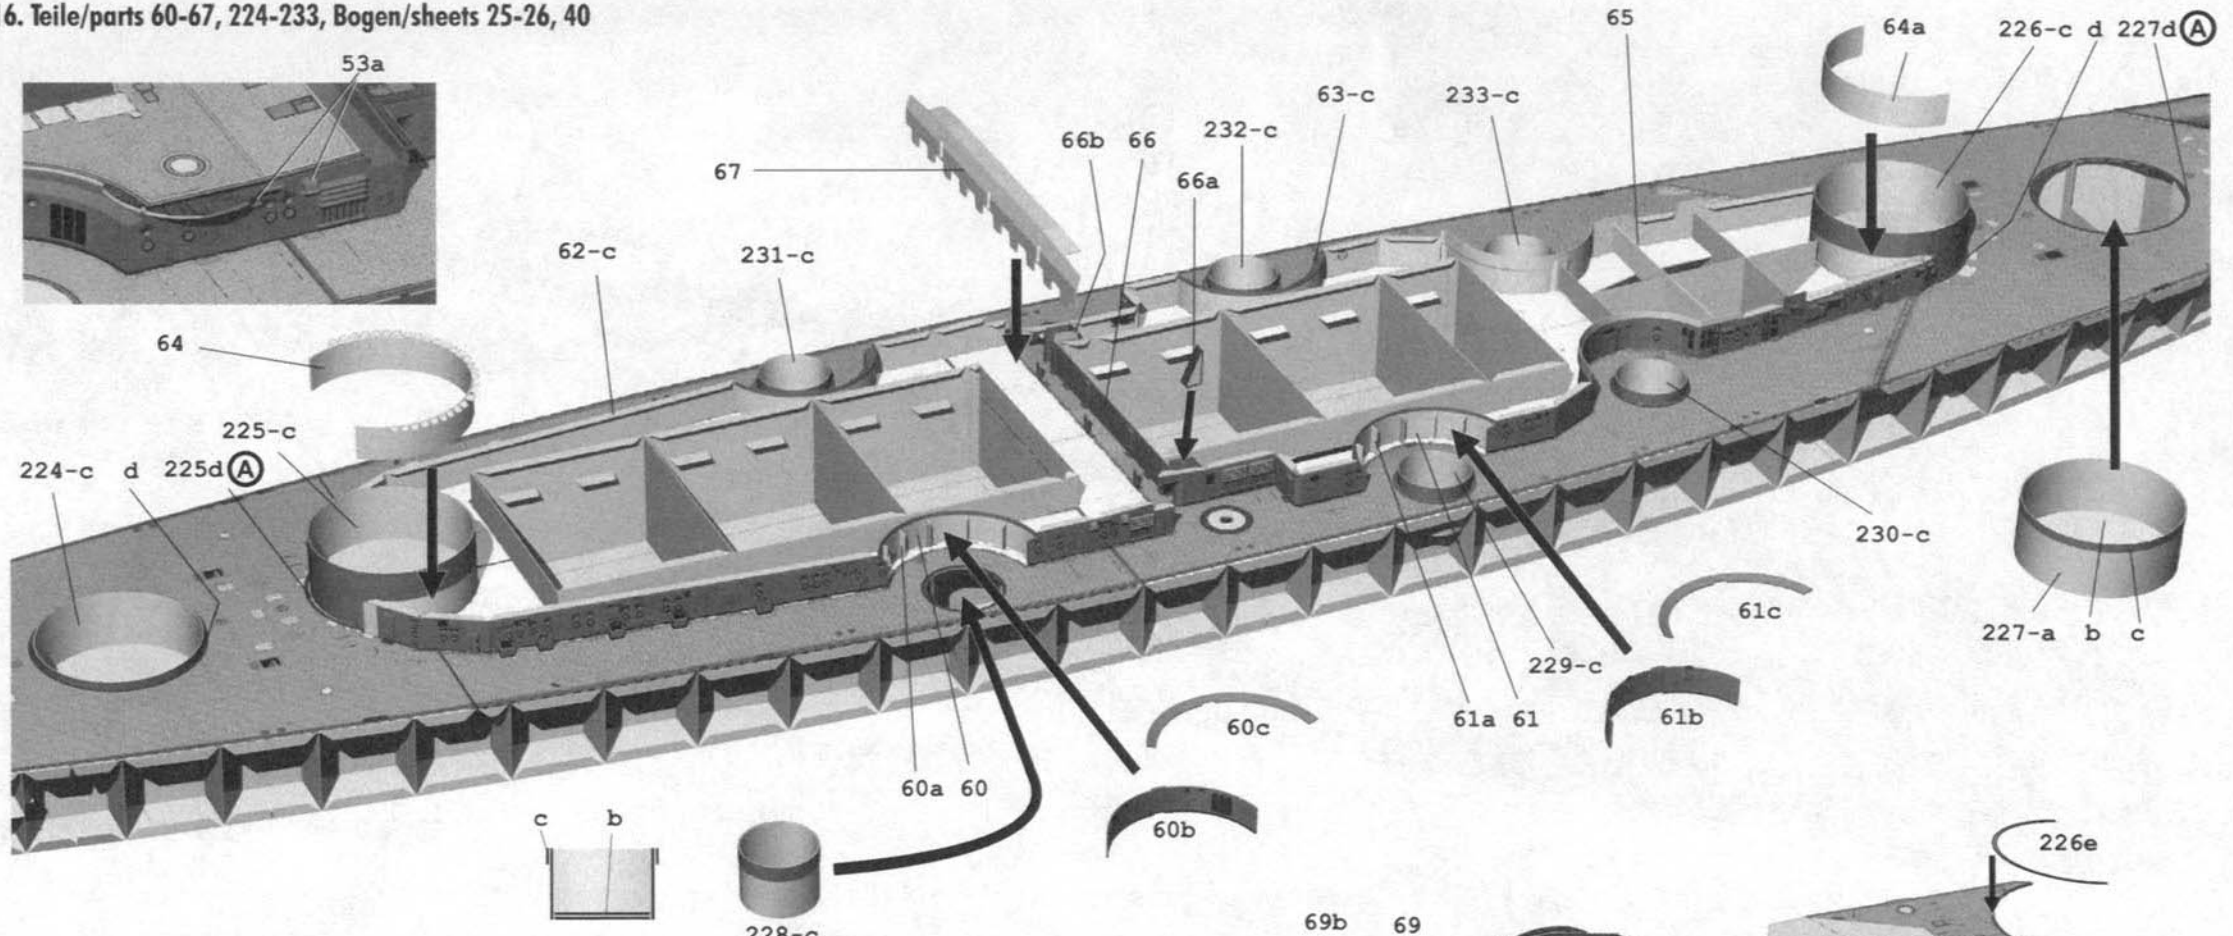 16. Teile/parts 60-67, 224-233, Bogen/sheets 25-26, 40
53a
65
64a
226-c d 227d A
63-c 233-c
232-c
66b 66
67
66a
62-c
231-c
64
225-c
224-c d 225d A
230-c
61c
229-c
227-a b c
61a 61
61b
60c
60a 60
60b
c b
226e
69b 69
228-c